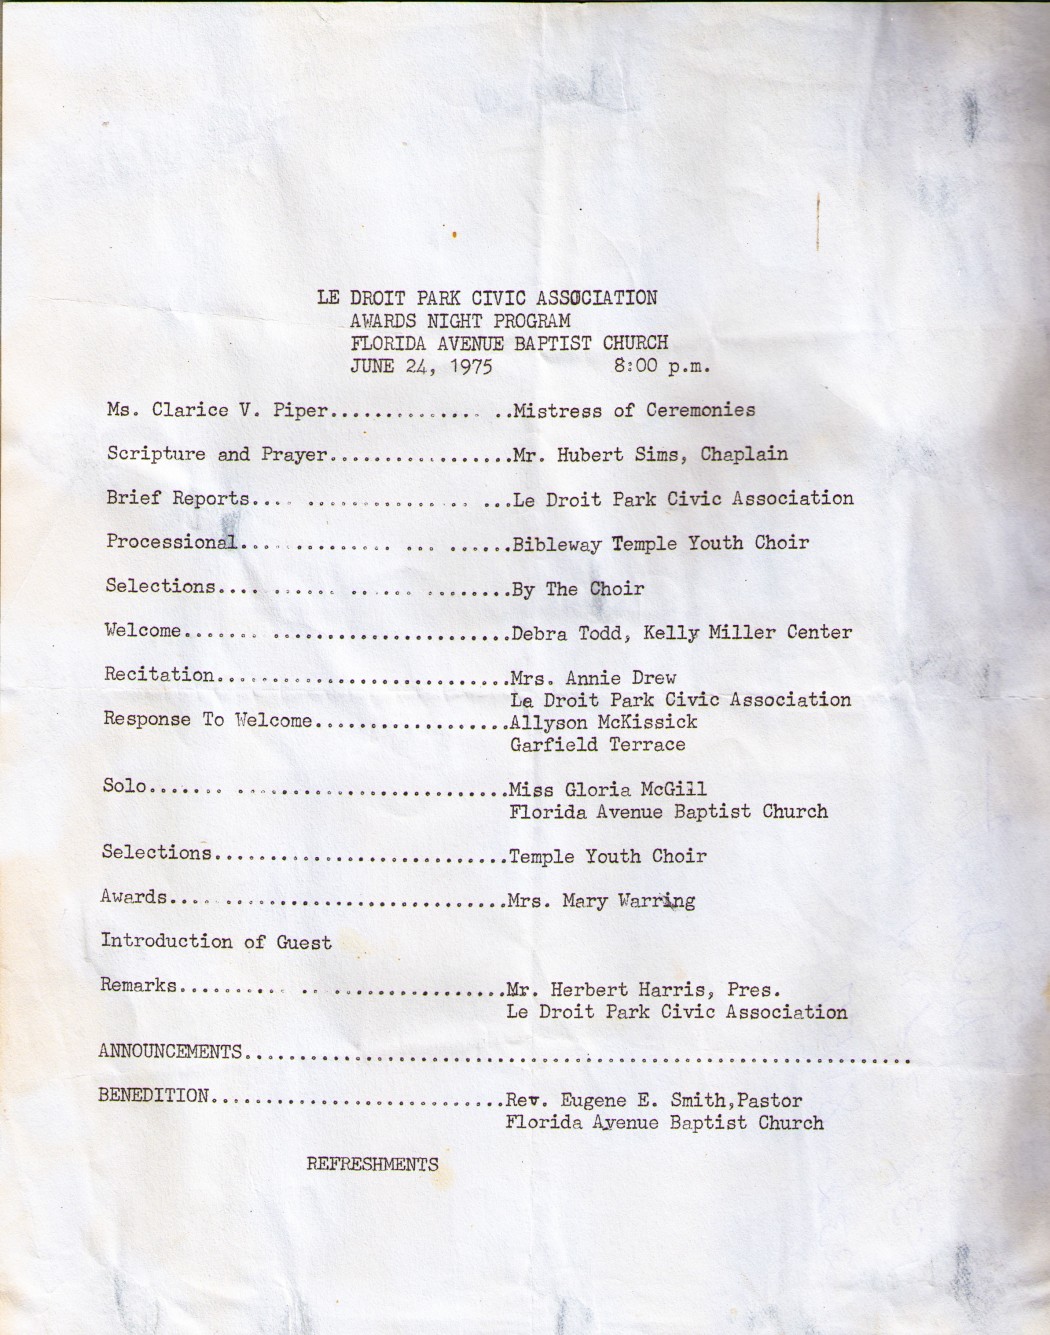 LE DROIT PARK CIVIC ASSOCIATION
AWARDS NIGHT PROGRAM
FLORIDA AVENUE BAPTIST CHURCH
JUNE 24, 1975 8:00 p.m.
Ms. Clarice V. Piper.................Mistress of Ceremonies
Scripture and Prayer.................Mr. Hubert Sims, Chaplain
Brief Reports.... ............... ...Le Droit Park Civic Association
Processional.............. ... ......Bibleway Temple Youth Choir
Selections.... ...... ...... ........By The Choir
Welcome....... ......................Debra Todd, Kelly Miller Center
Recitation...........................Mrs. Annie Drew
Le Droit Park Civic Association
Response To Welcome..................Allyson McKissick
Garfield Terrace
Solo....... .........................Miss Gloria McGill
Florida Avenue Baptist Church
Selections...........................Temple Youth Choir
Awards...............................Mrs. Mary Warring
Introduction of Guest
Remarks.......... .. ................Mr. Herbert Harris, Pres.
Le Droit Park Civic Association
ANNOUNCEMENTS.............................................................
BENEDITION...........................Rev. Eugene E. Smith,Pastor
Florida Avenue Baptist Church
REFRESHMENTS